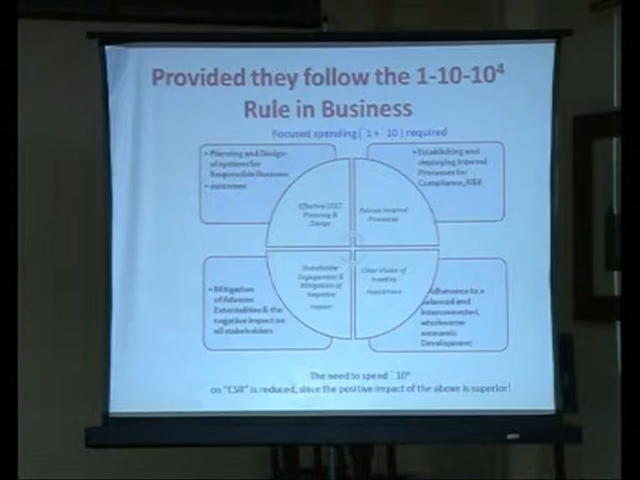 Provided they follow the 1-10-10⁴
Rule in Business
Focused spending (`1 + `10 ) required
• Planning and Design
of systems for
Responsible Business
• outcomes
• Establishing and
deploying Internal
Processes for
Compliance,
Effective
Planning &
Design
Internal
Processes
Stakeholder
Engagement &
Mitigation of
Negative
Impact
Clear Vision of
meeting
• Mitigation
of Adverse
Externalities & the
negative impact on
all stakeholders
Adherence to a
balanced and
interconnected,
wholesome
economic
Development
The need to spend `10⁴
on "CSR" is reduced, since the positive impact of the above is superior!